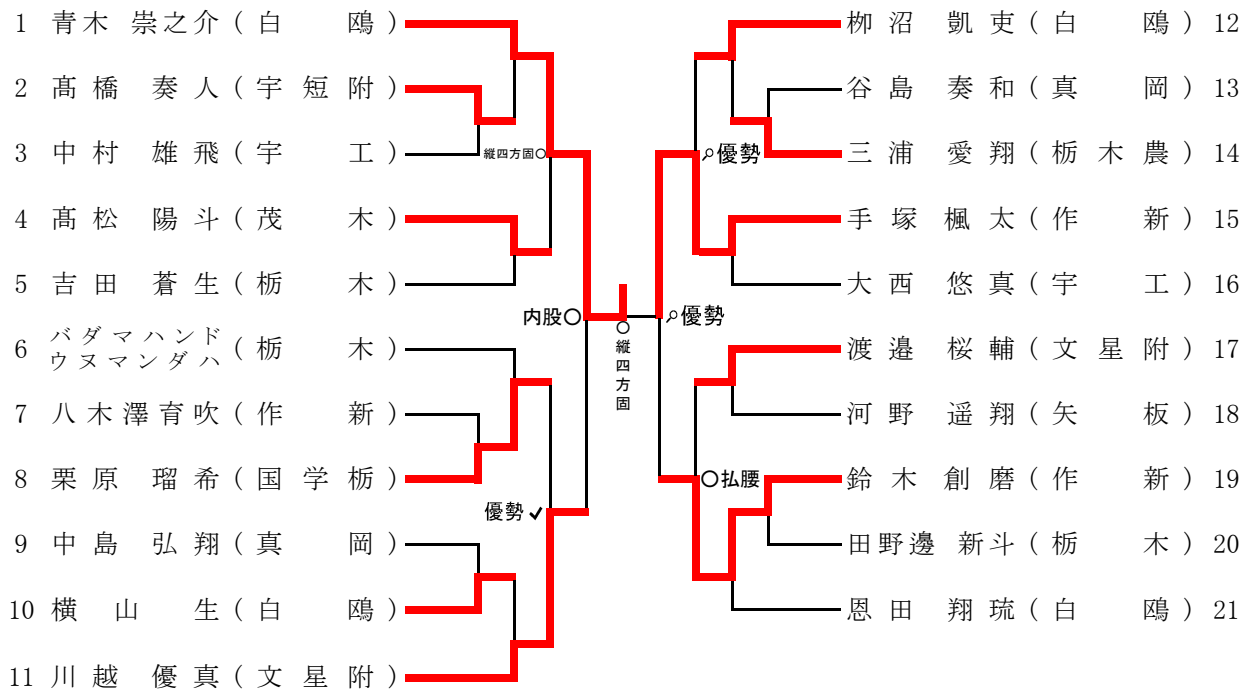 1 青木 崇之介 ( 白 鴎 )
2 髙橋 奏人 ( 宇短附 )
3 中村 雄飛 ( 宇 工 )
縦四方固○
4 髙松 陽斗 ( 茂 木 )
5 吉田 蒼生 ( 栃 木 )
6 バダマハンド
ウヌマンダハ ( 栃 木 )
7 八木澤育吹 ( 作 新 )
8 栗原 瑠希 ( 国学栃 )
優勢
9 中島 弘翔 ( 真 岡 )
10 横山 生 ( 白 鴎 )
11 川越 優真 ( 文星附 )
内股○
○縦四方固
栁沼 凱吏 ( 白 鴎 ) 12
谷島 奏和 ( 真 岡 ) 13
優勢
三浦 愛翔 ( 栃木農 ) 14
手塚 楓太 ( 作 新 ) 15
大西 悠真 ( 宇 工 ) 16
優勢
渡邉 桜輔 ( 文星附 ) 17
河野 遥翔 ( 矢 板 ) 18
○払腰
鈴木 創磨 ( 作 新 ) 19
田野邊 新斗 ( 栃 木 ) 20
恩田 翔琉 ( 白 鴎 ) 21